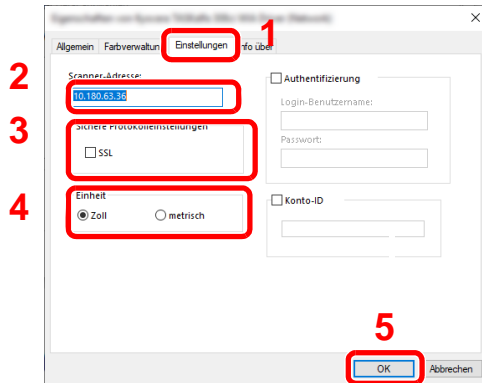 1
Allgemein Farbverwaltun Einstellungen nfo über
2
Scanner-Adresse:
10.180.63.36
Authentifizierung
Login-Benutzername:
3
Sichere Protokolleinstellungen
Passwort:
SSL
4
Einheit
Zoll metrisch
Konto-ID
5
OK Abbrechen